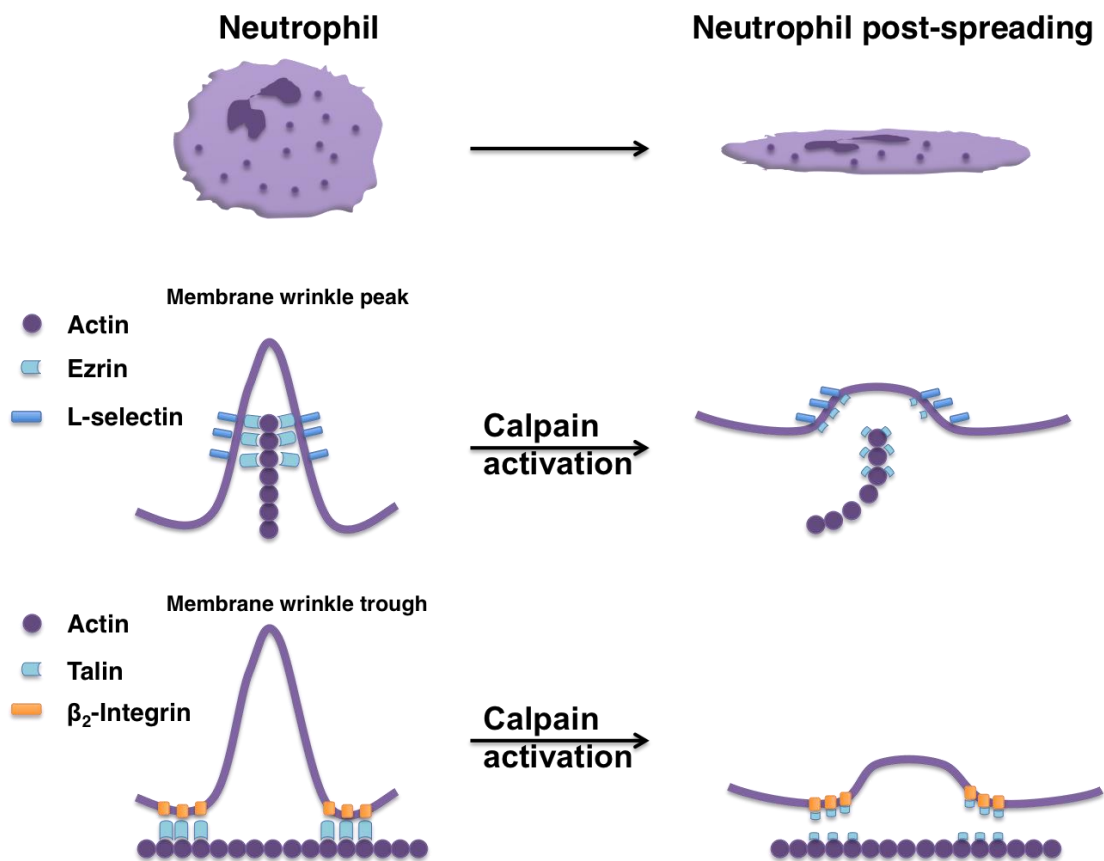 Neutrophil
Neutrophil post-spreading
Membrane wrinkle peak
Actin
Ezrin
L-selectin
Calpain
activation
Membrane wrinkle trough
Actin
Talin
β₂-Integrin
Calpain
activation